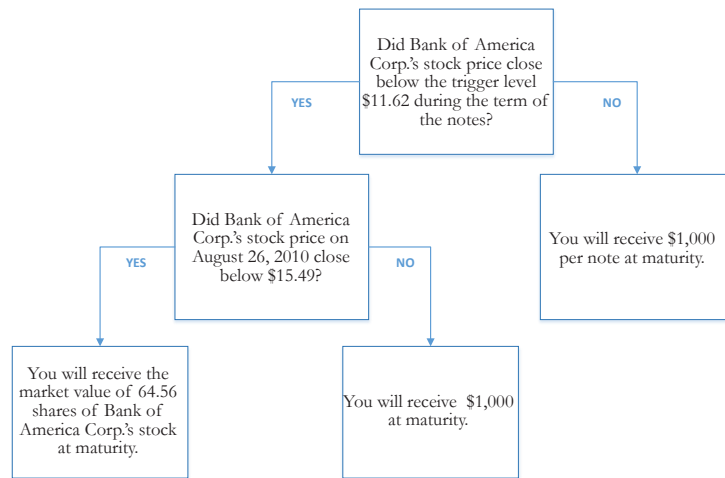 Did Bank of America
Corp.'s stock price close
below the trigger level
$11.62 during the term of
the notes?
YES
NO
Did Bank of America
Corp.'s stock price on
August 26, 2010 close
below $15.49?
You will receive $1,000
per note at maturity.
YES
NO
You will receive the
market value of 64.56
shares of Bank of
America Corp.'s stock
at maturity.
You will receive $1,000
at maturity.